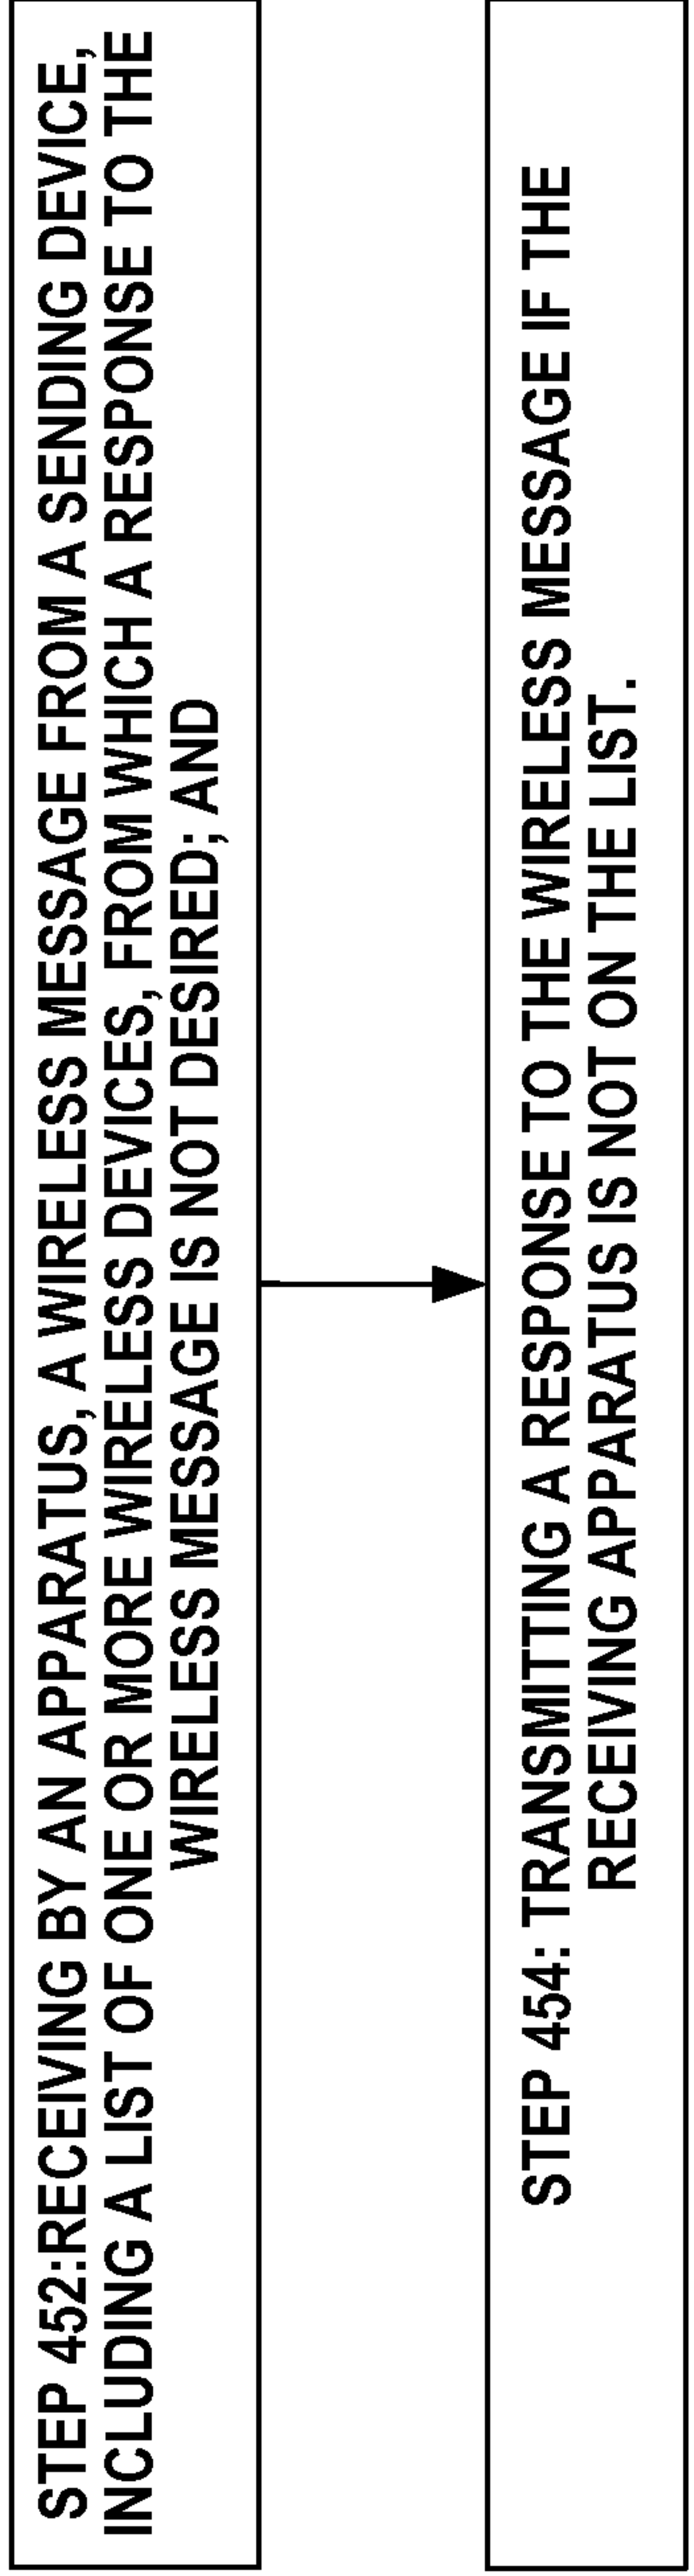 STEP 452:RECEIVING BY AN APPARATUS, A WIRELESS MESSAGE FROM A SENDING DEVICE,
INCLUDING A LIST OF ONE OR MORE WIRELESS DEVICES, FROM WHICH A RESPONSE TO THE
WIRELESS MESSAGE IS NOT DESIRED; AND
STEP 454: TRANSMITTING A RESPONSE TO THE WIRELESS MESSAGE IF THE
RECEIVING APPARATUS IS NOT ON THE LIST.